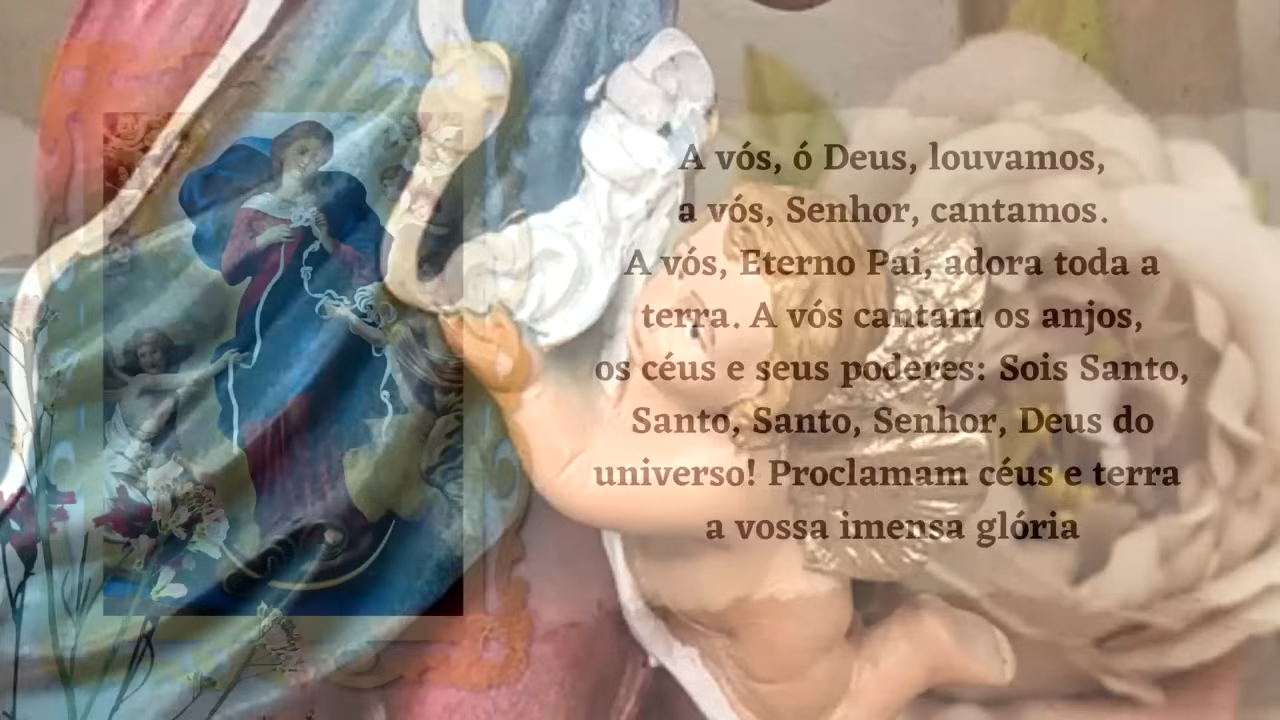 A vós, ó Deus, louvamos,
a vós, Senhor, cantamos.
A vós, Eterno Pai, adora toda a
terra. A vós cantam os anjos,
os céus e seus poderes: Sois Santo,
Santo, Santo, Senhor, Deus do
universo! Proclamam céus e terra
a vossa imensa glória